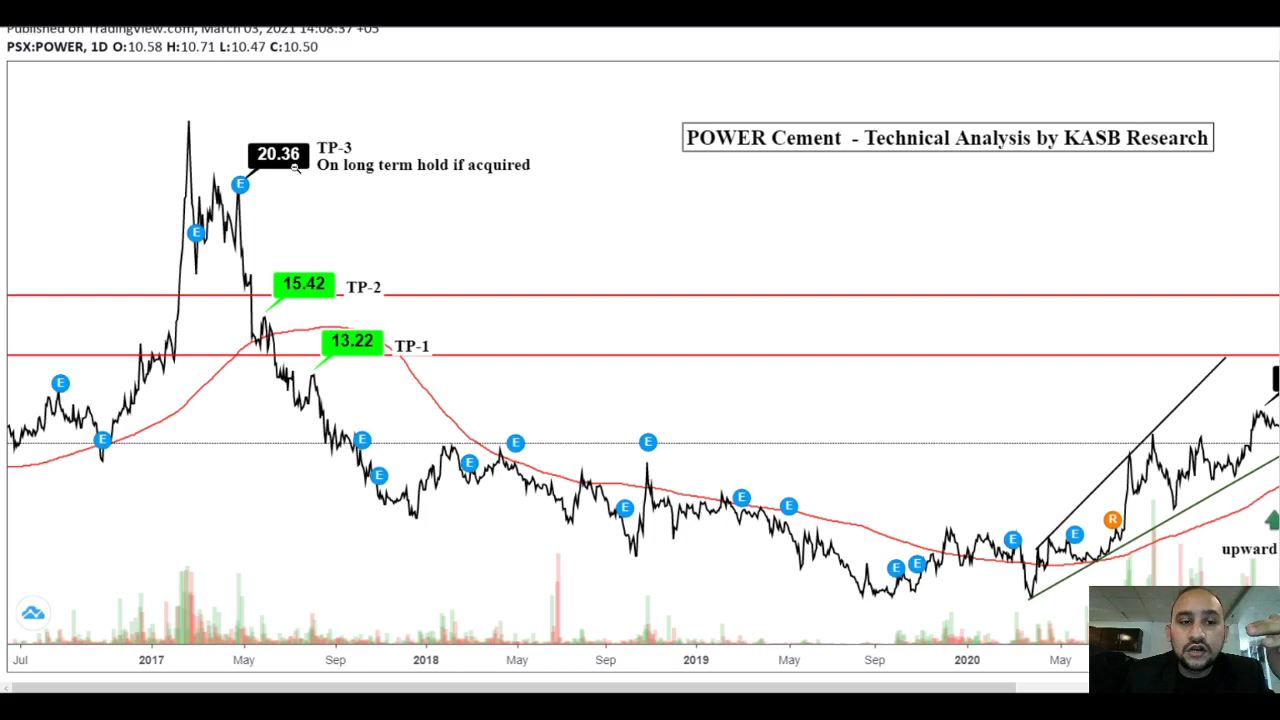 Published on TradingView.com, March 03, 2021 14:08:37 +05
PSX:POWER, 1D O:10.58 H:10.71 L:10.47 C:10.50
POWER Cement - Technical Analysis by KASB Research
20.36
TP-3
On long term hold if acquired
E
E
15.42
TP-2
13.22
TP-1
E
E
E
E
E
E
E
E
E
E
E
E
E
E
R
upward
Jul
2017
May
Sep
2018
May
Sep
2019
May
Sep
2020
May